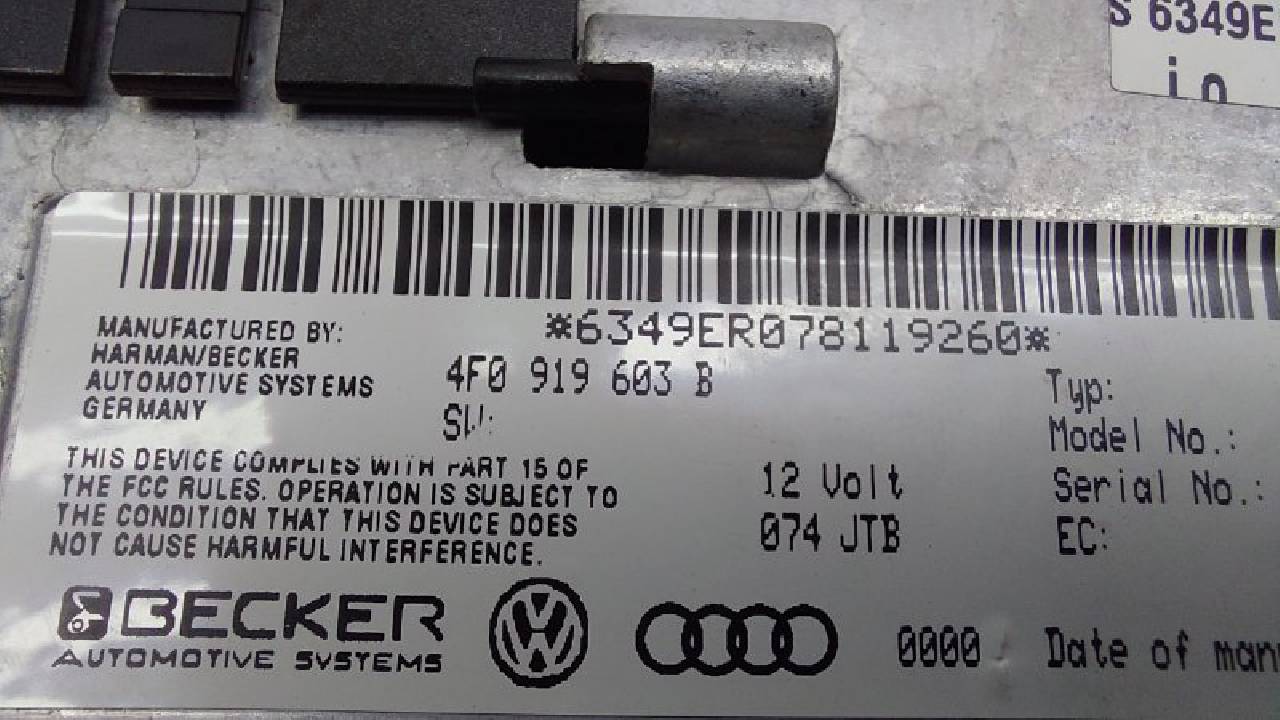 S 6349E
in
*6349ER078119260*
MANUFACTURED BY:
HARMAN/BECKER
AUTOMOTIVE SYSTEMS
GERMANY
4F0 919 603 B
SW:
THIS DEVICE COMPLIES WITH PART 15 OF
THE FCC RULES. OPERATION IS SUBJECT TO
THE CONDITION THAT THIS DEVICE DOES
NOT CAUSE HARMFUL INTERFERENCE.
12 Volt
074 JTB
Typ:
Model No.:
Serial No.:
EC:
BECKER
AUTOMOTIVE SYSTEMS
0000
Date of man